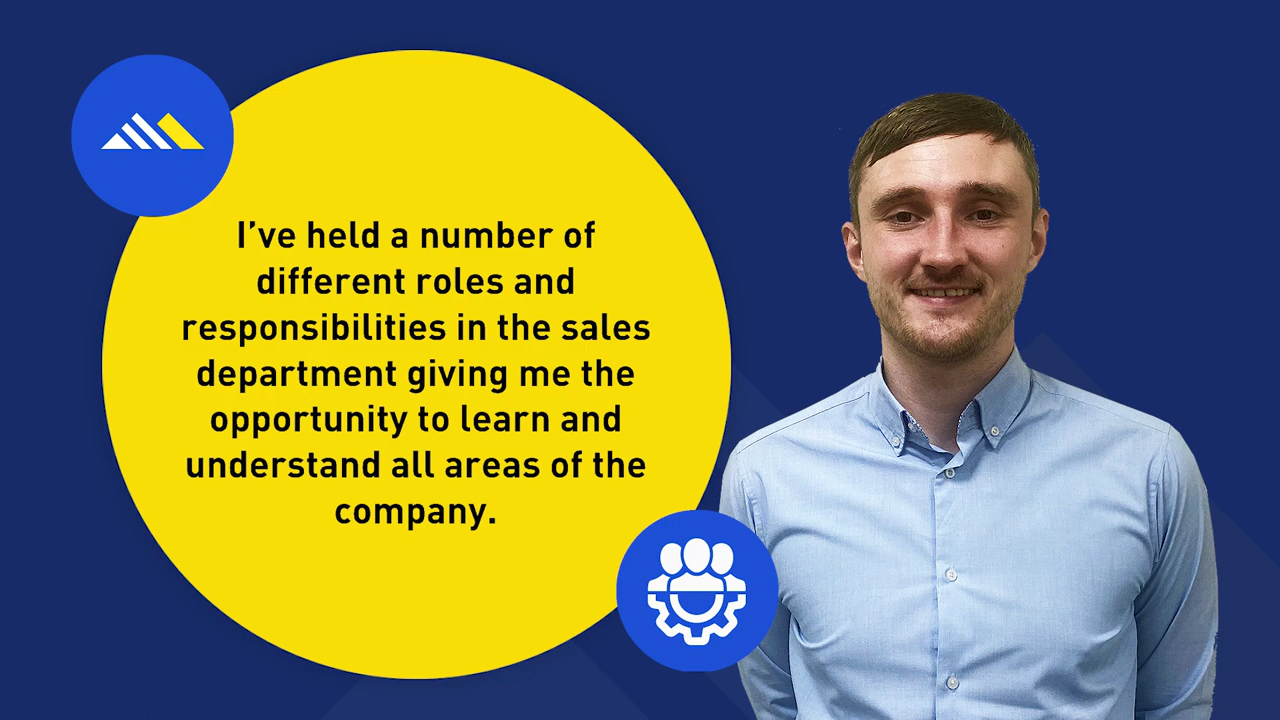 I’ve held a number of
different roles and
responsibilities in the sales
department giving me the
opportunity to learn and
understand all areas of the
company.